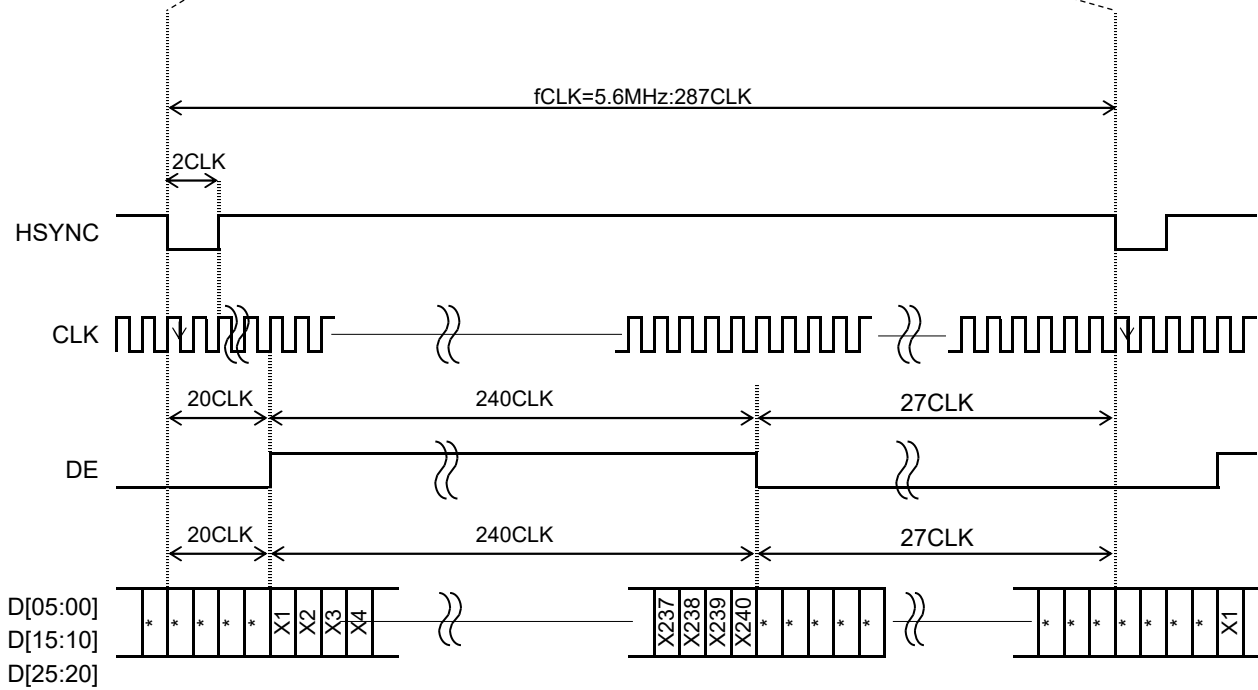 fCLK=5.6MHz:287CLK
2CLK
HSYNC
CLK
20CLK 240CLK 27CLK
DE
20CLK 240CLK 27CLK
D[05:00]
D[15:10]
D[25:20]
* * * * * X1 X2 X3 X4 X237 X238 X239 X240 * * * * * * * * * * * * X1